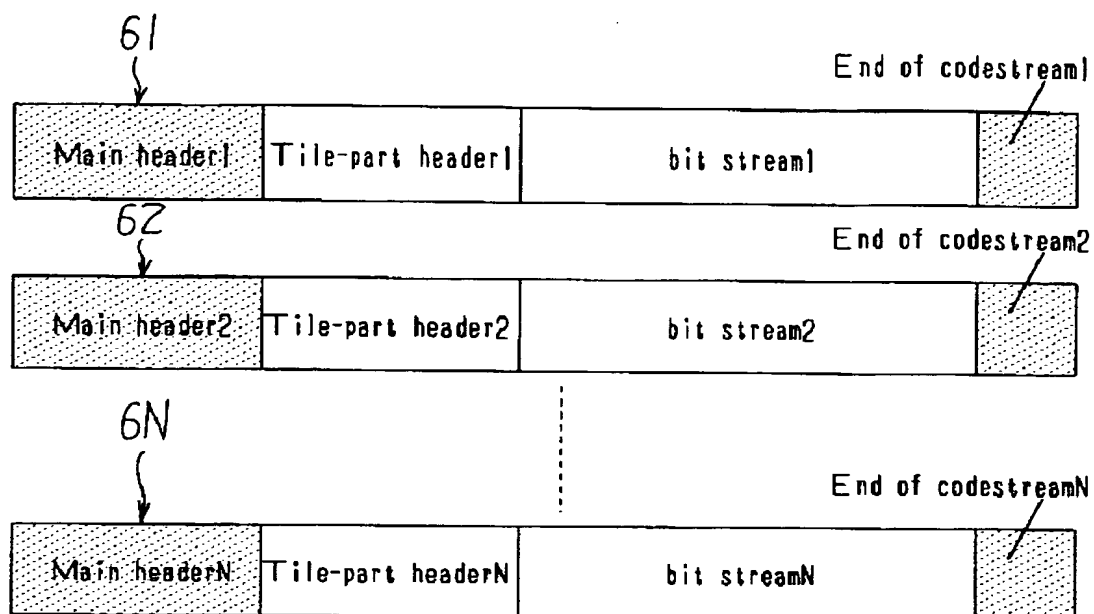 61
End of codestream1
Main header1 Tile-part header1 bit stream1
62
End of codestream2
Main header2 Tile-part header2 bit stream2
6N
End of codestreamN
Main headerN Tile-part headerN bit streamN